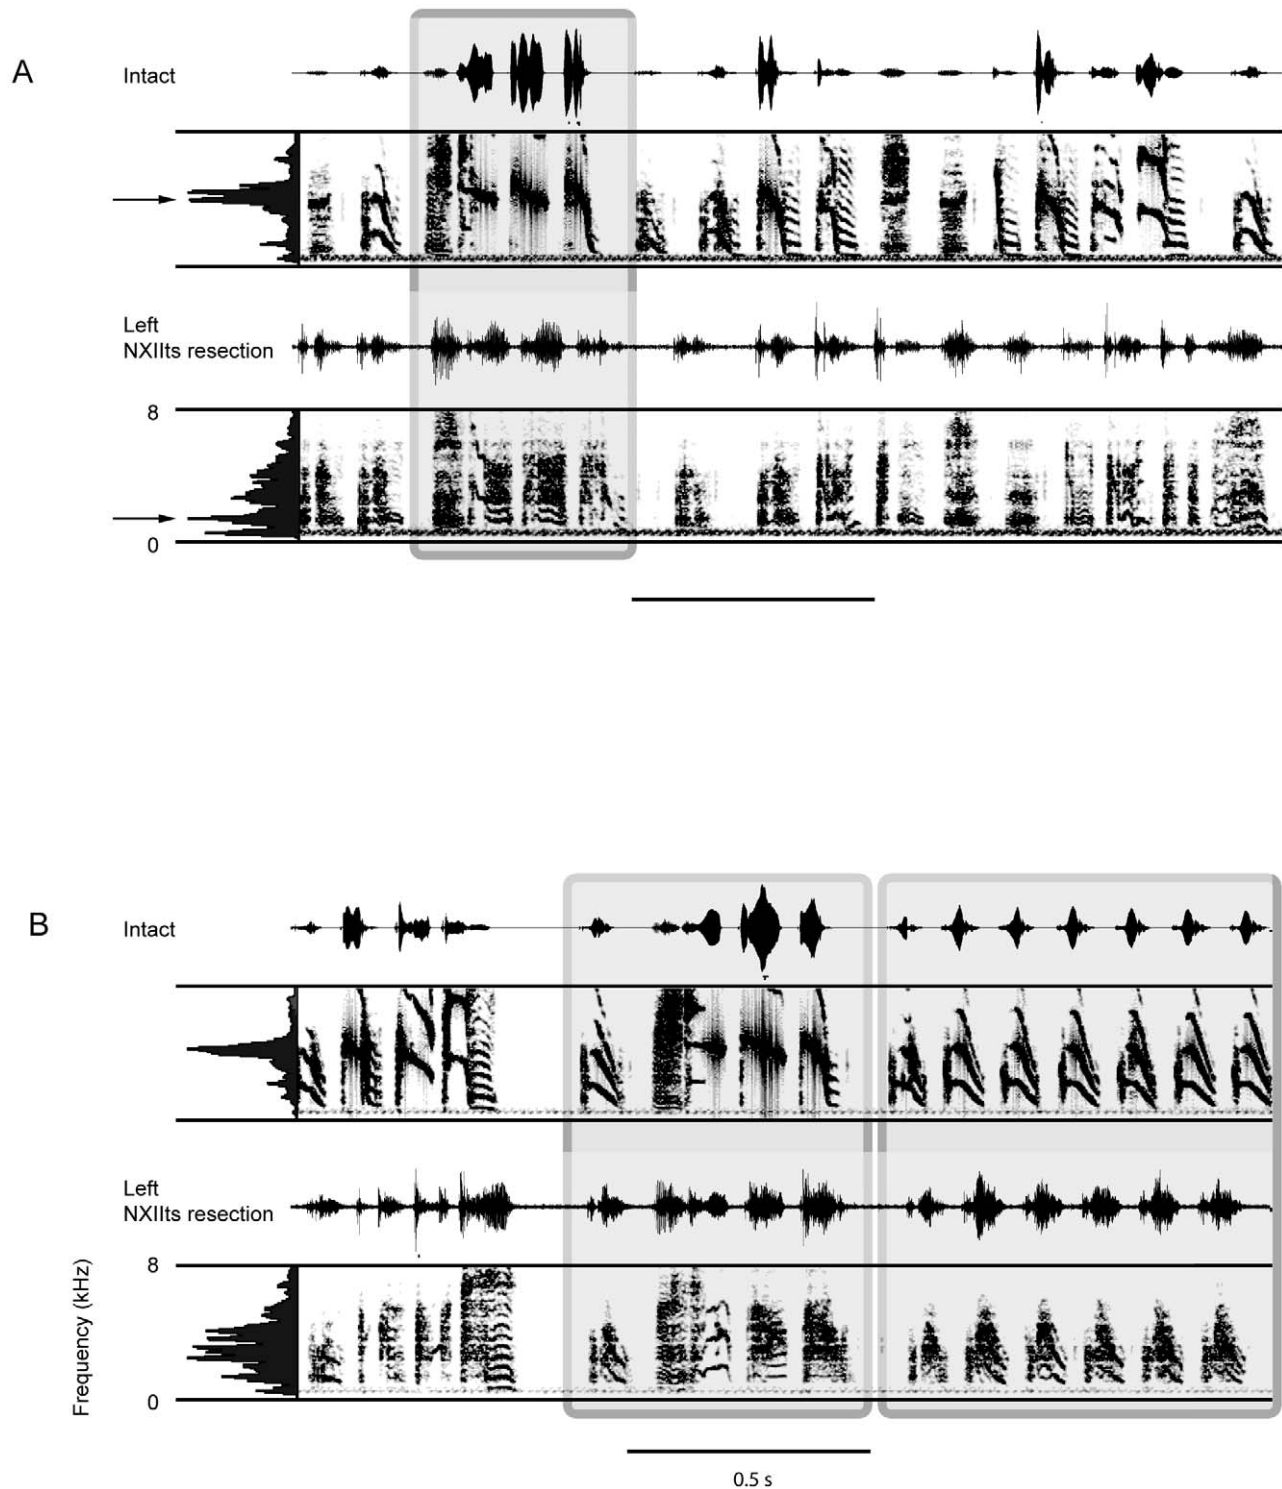 A
Intact
Left
NXIIts resection
8
0
B
Intact
Left
NXIIts resection
8
Frequency (kHz)
0
0.5 s